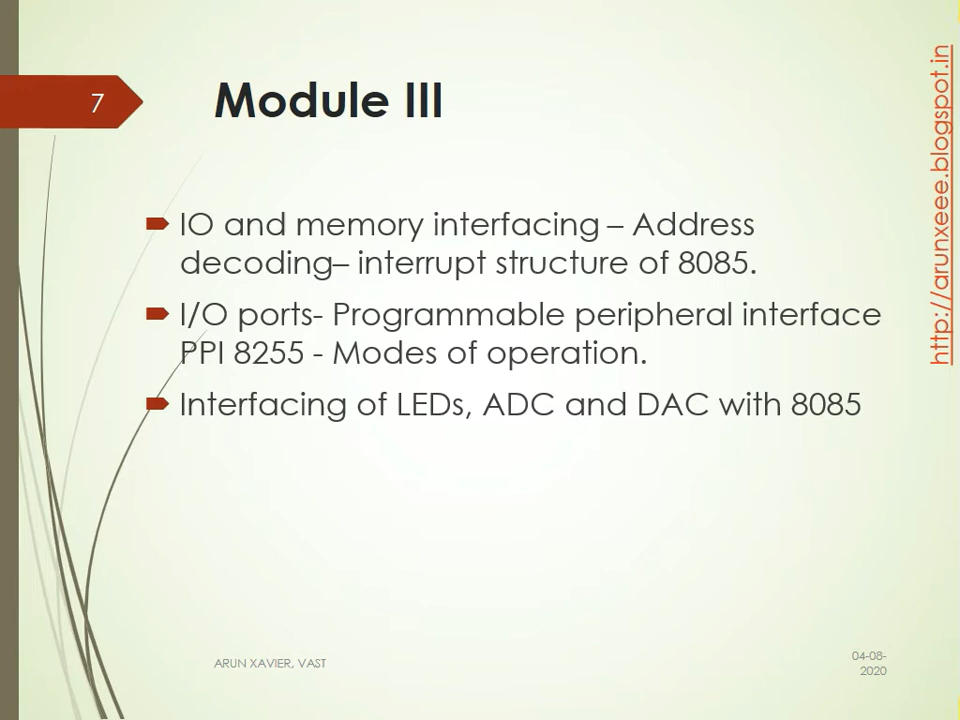 7
Module III
IO and memory interfacing – Address
decoding– interrupt structure of 8085.
I/O ports- Programmable peripheral interface
PPI 8255 - Modes of operation.
Interfacing of LEDs, ADC and DAC with 8085
http://arunxeee.blogspot.in
ARUN XAVIER, VAST
04-08-
2020